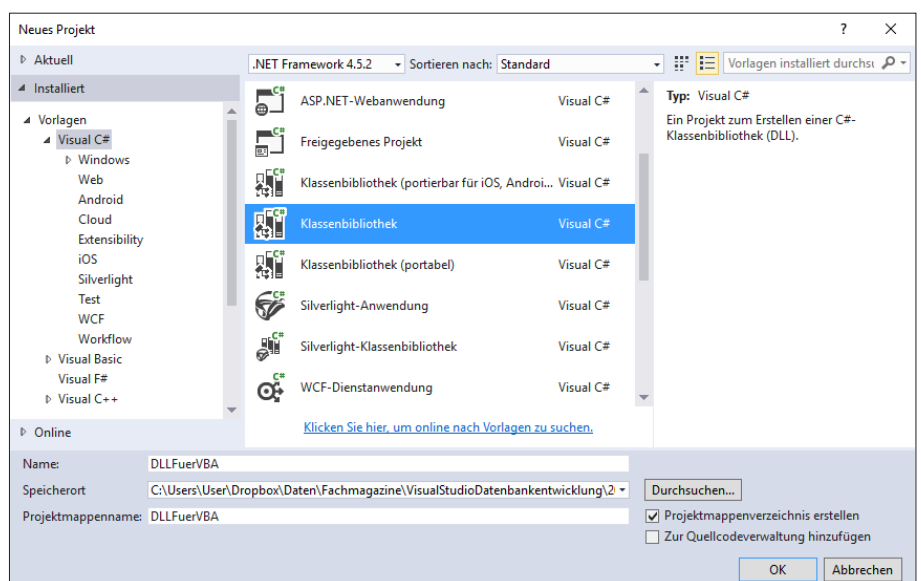 Neues Projekt ?
Aktuell
.NET Framework 4.5.2 Sortieren nach: Standard
Vorlagen installiert durchsu
Installiert
Vorlagen
Visual C#
Windows
Web
Android
Cloud
Extensibility
iOS
Silverlight
Test
WCF
Workflow
Visual Basic
Visual F#
Visual C++
Online
ASP.NET-Webanwendung Visual C#
Freigegebenes Projekt Visual C#
Klassenbibliothek (portierbar für iOS, Androi... Visual C#
Klassenbibliothek Visual C#
Klassenbibliothek (portabel) Visual C#
Silverlight-Anwendung Visual C#
Silverlight-Klassenbibliothek Visual C#
WCF-Dienstanwendung Visual C#
Klicken Sie hier, um online nach Vorlagen zu suchen.
Typ: Visual C#
Ein Projekt zum Erstellen einer C#-
Klassenbibliothek (DLL).
Name: DLLFuerVBA
Speicherort C:\Users\User\Dropbox\Daten\Fachmagazine\VisualStudioDatenbankentwicklung\2 Durchsuchen...
Projektmappenname: DLLFuerVBA
Projektmappenverzeichnis erstellen
Zur Quellcodeverwaltung hinzufügen
OK Abbrechen